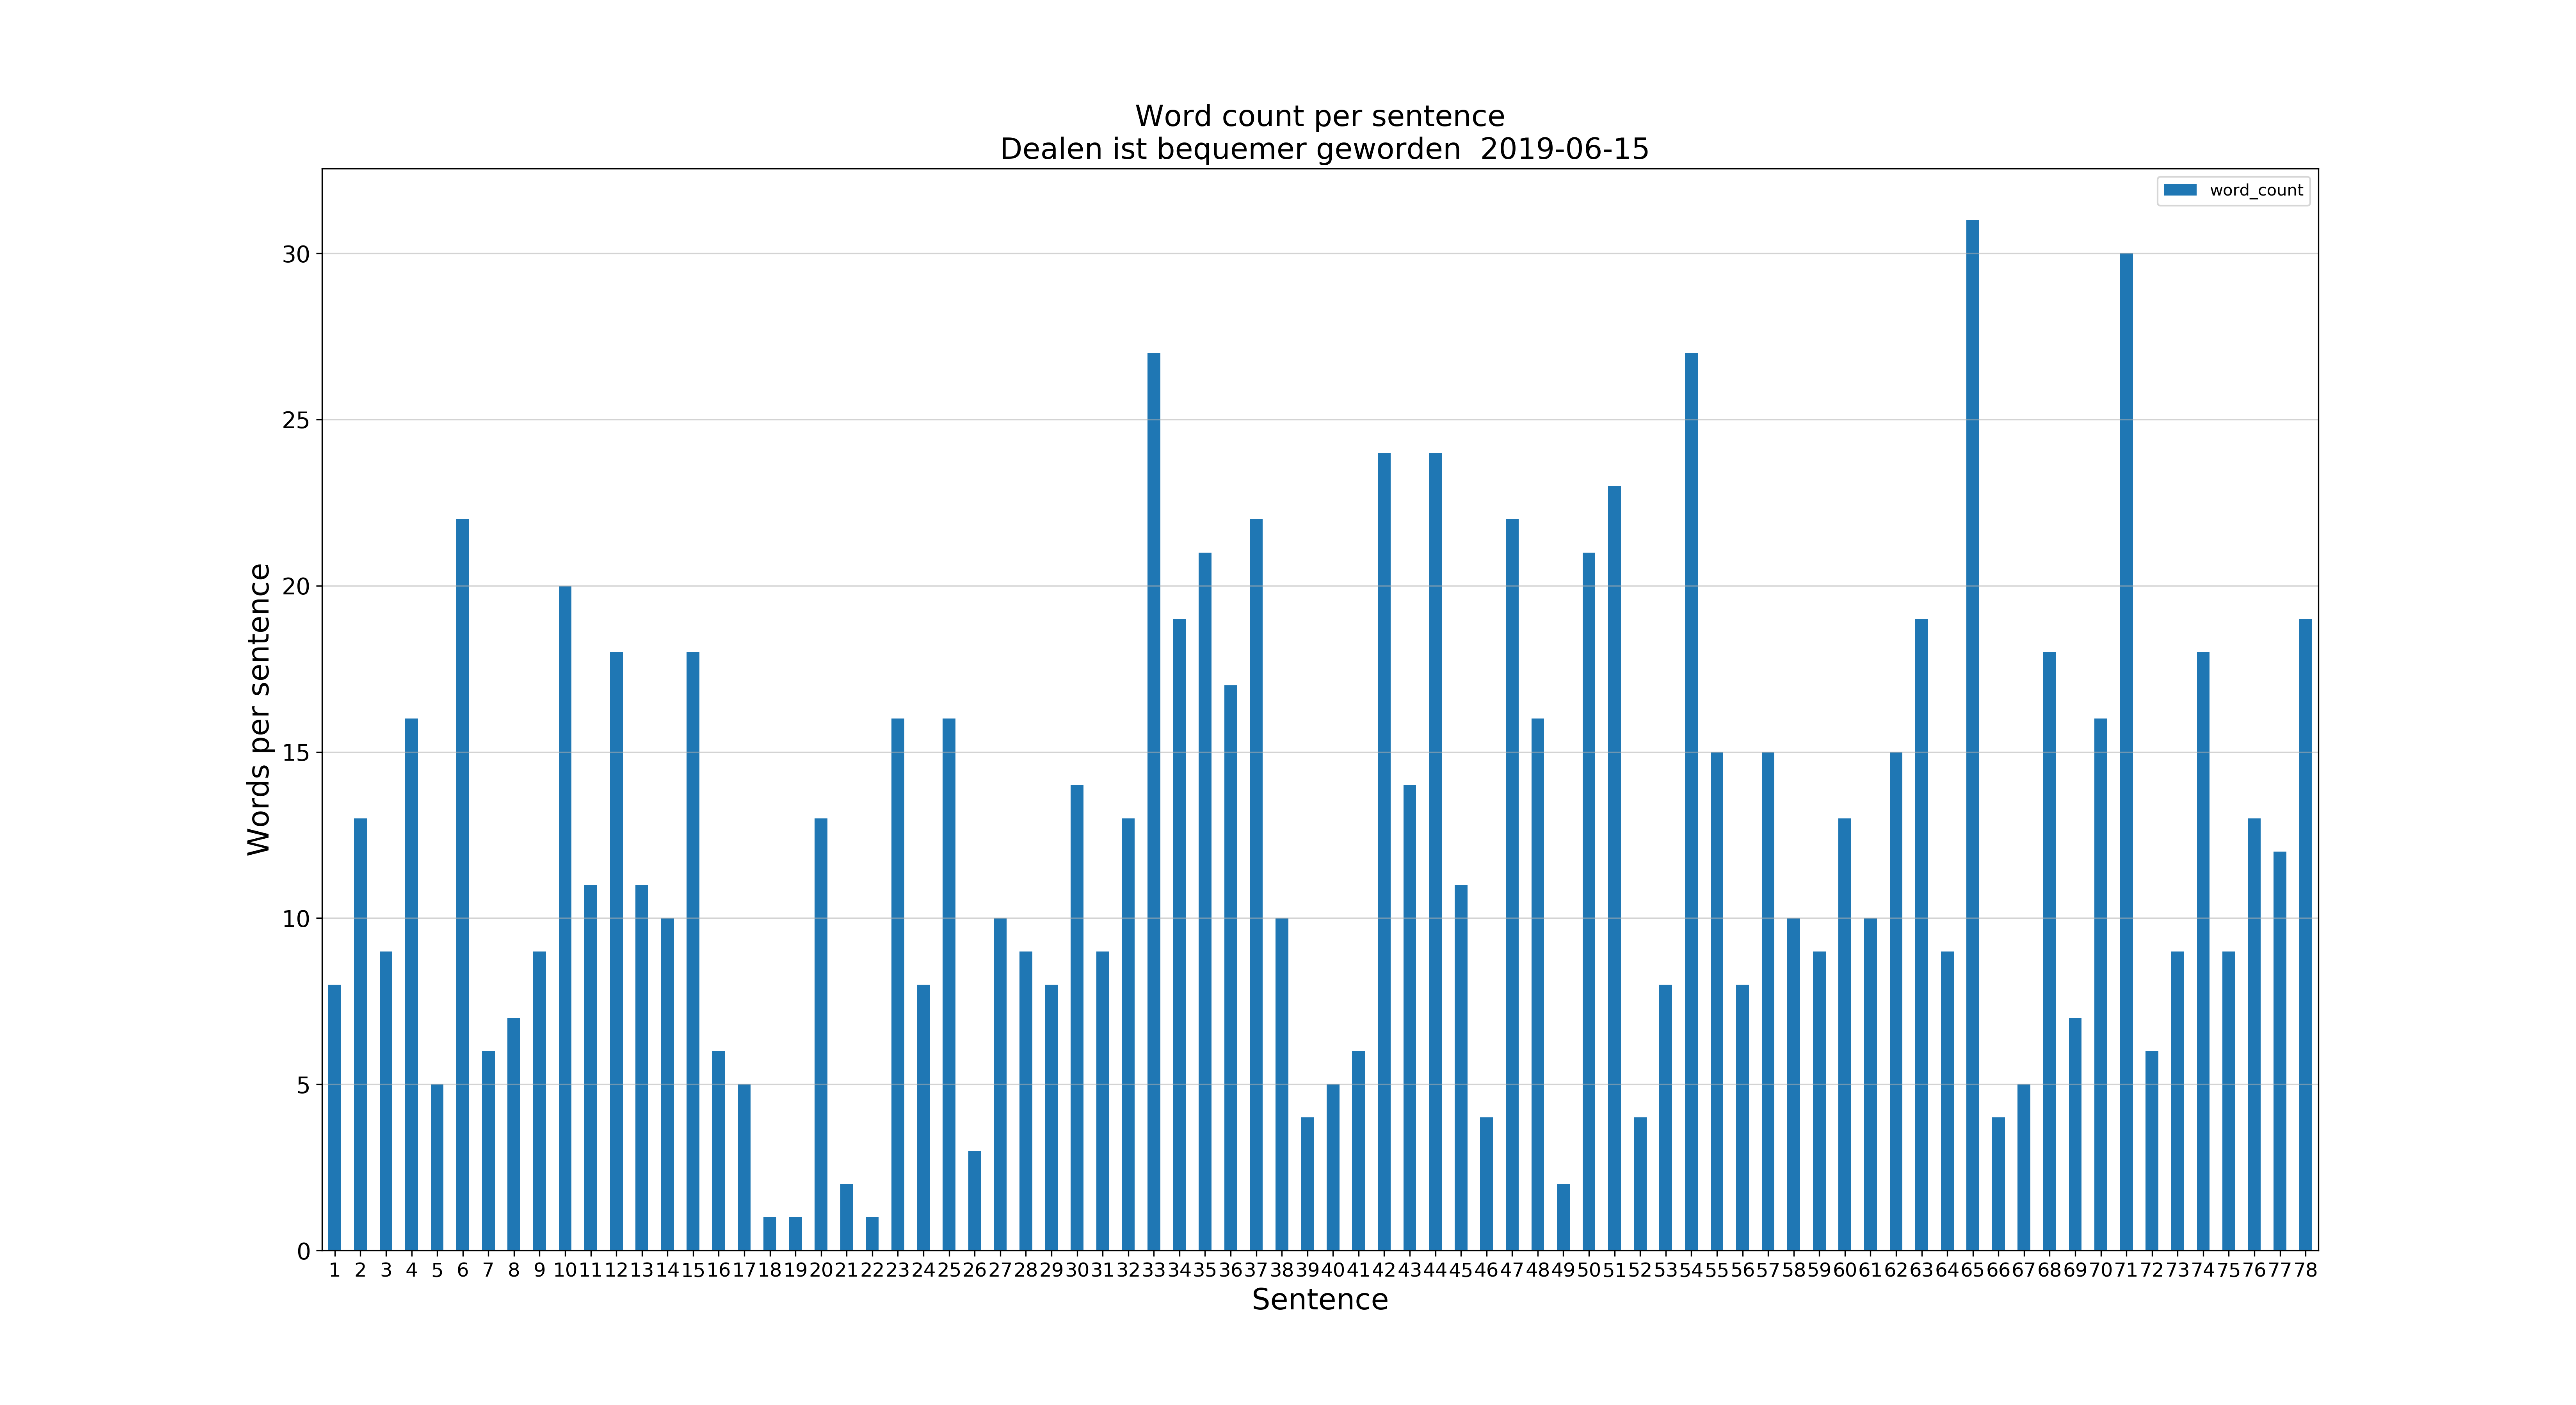 Word count per sentence
Dealen ist bequemer geworden  2019-06-15
word_count
30
25
20
15
10
5
0
Words per sentence
1 2 3 4 5 6 7 8 9 10 11 12 13 14 15 16 17 18 19 20 21 22 23 24 25 26 27 28 29 30 31 32 33 34 35 36 37 38 39 40 41 42 43 44 45 46 47 48 49 50 51 52 53 54 55 56 57 58 59 60 61 62 63 64 65 66 67 68 69 70 71 72 73 74 75 76 77 78
Sentence